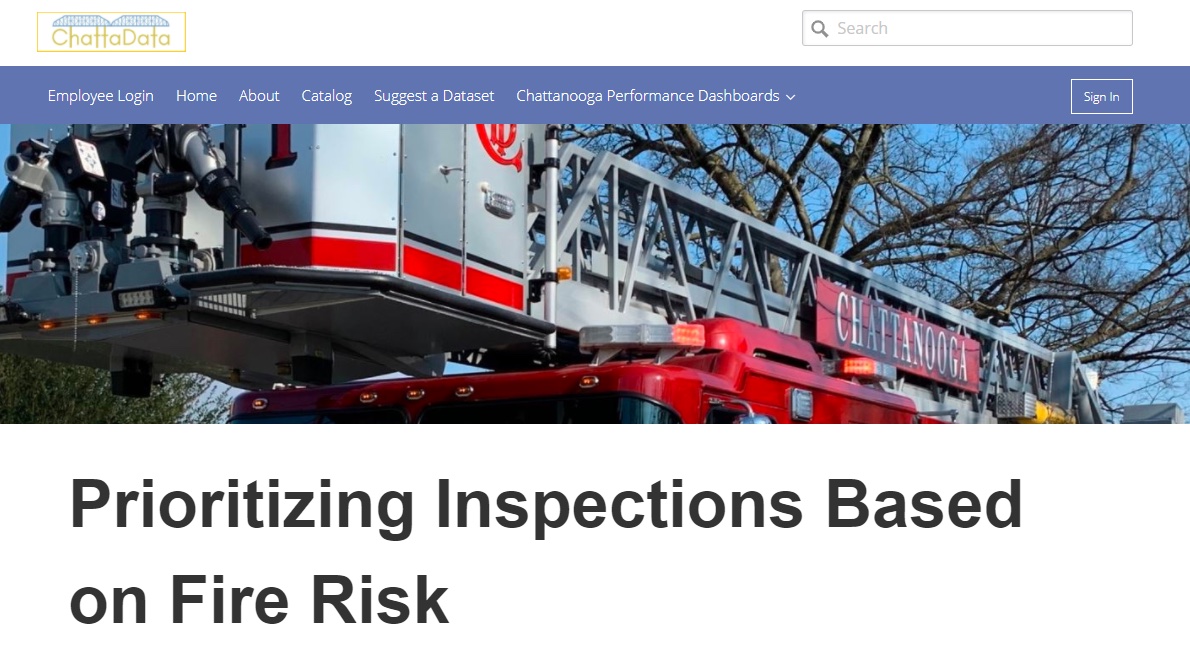 ChattaData
Search
Employee Login Home About Catalog Suggest a Dataset Chattanooga Performance Dashboards
Sign In
1
CHATTANOOGA
Prioritizing Inspections Based
on Fire Risk